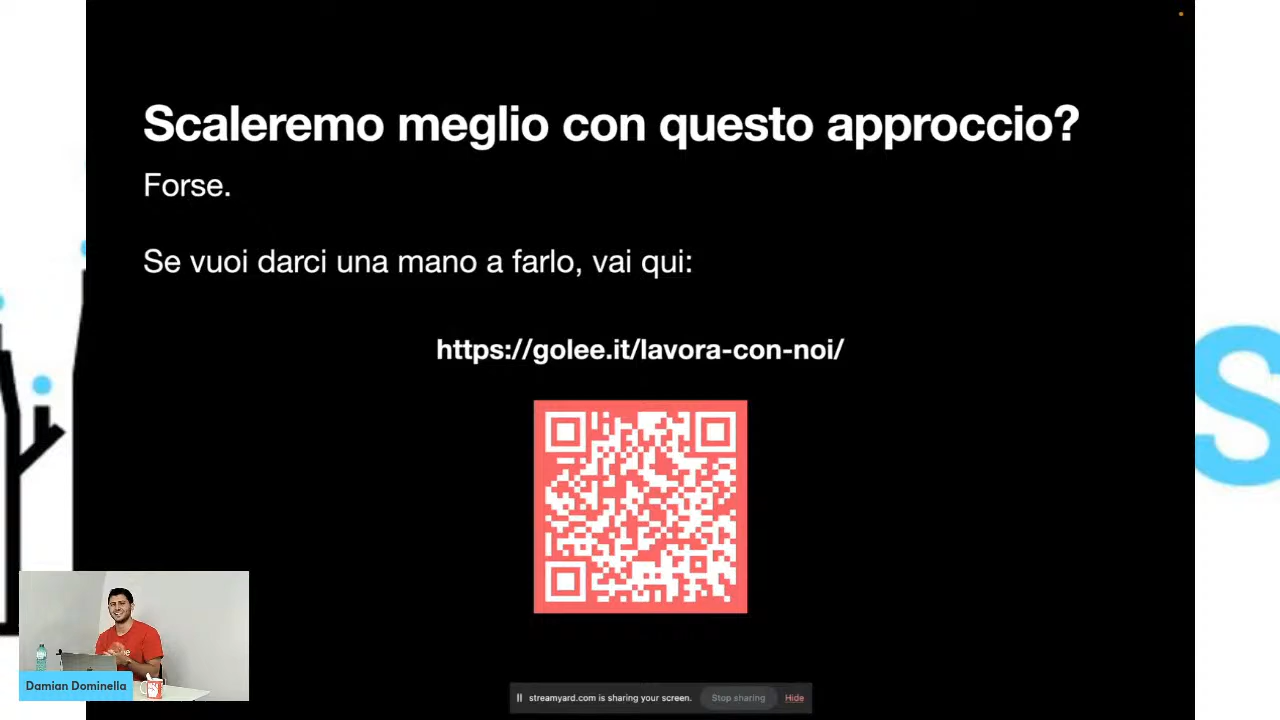 Scaleremo meglio con questo approccio?
Forse.
Se vuoi darci una mano a farlo, vai qui:
https://golee.it/lavora-con-noi/
S
Damian Dominella
streamyard.com is sharing your screen.
Stop sharing
Hide